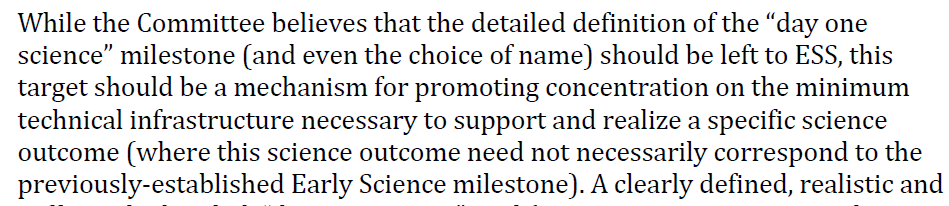 While the Committee believes that the detailed definition of the “day one
science” milestone (and even the choice of name) should be left to ESS, this
target should be a mechanism for promoting concentration on the minimum
technical infrastructure necessary to support and realize a specific science
outcome (where this science outcome need not necessarily correspond to the
previously-established Early Science milestone). A clearly defined, realistic and